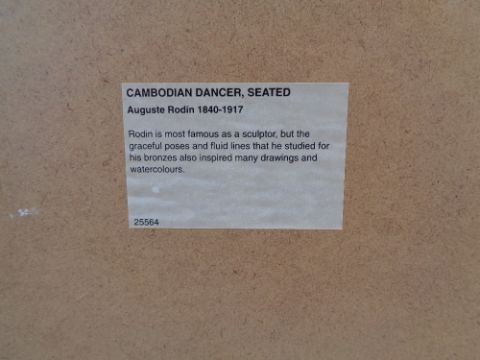 CAMBODIAN DANCER, SEATED
Auguste Rodin 1840-1917
Rodin is most famous as a sculptor, but the
graceful poses and fluid lines that he studied for
his bronzes also inspired many drawings and
watercolours.
25564